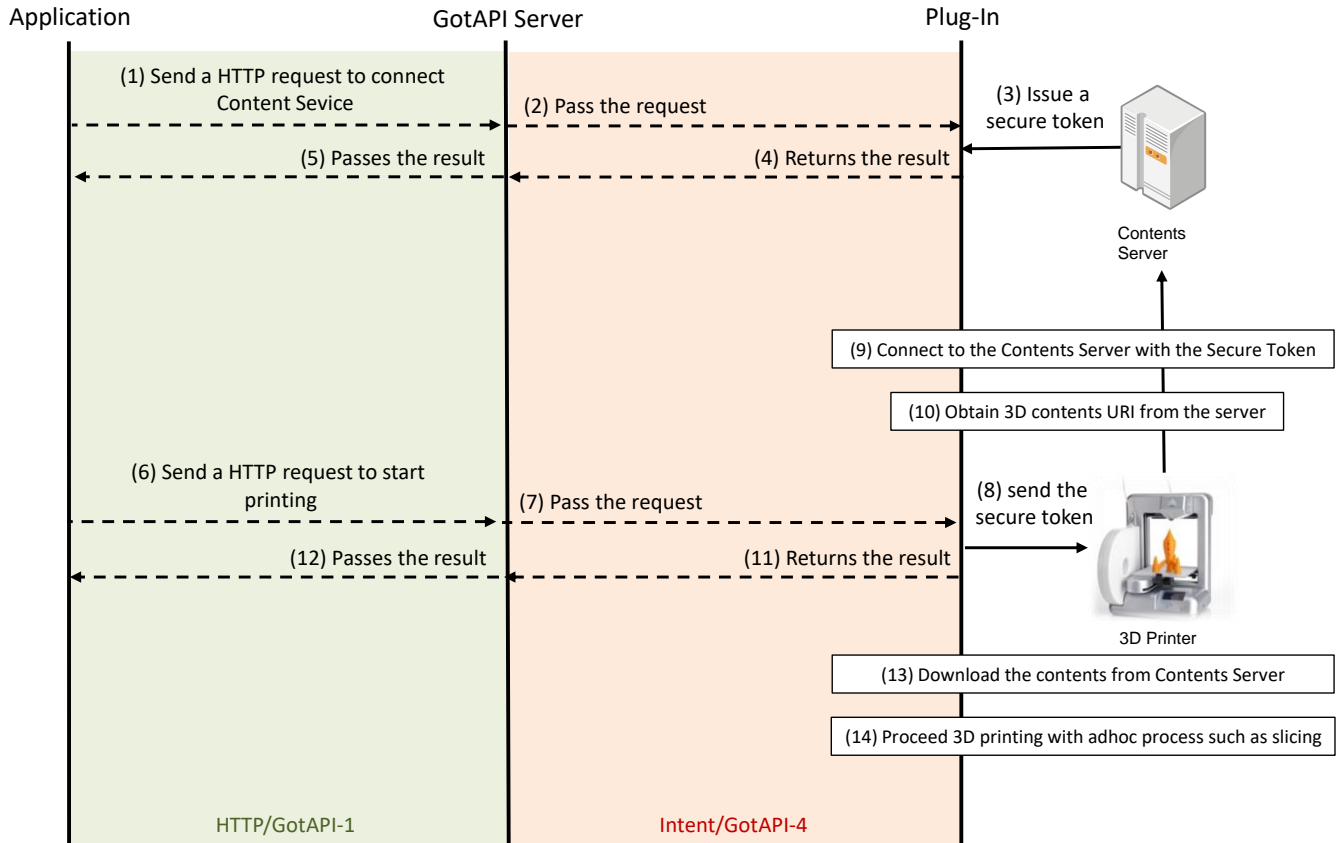 Application
GotAPI Server
Plug-In
(1) Send a HTTP request to connect
Content Sevice
(2) Pass the request
(3) Issue a
secure token
(5) Passes the result
(4) Returns the result
Contents
Server
(9) Connect to the Contents Server with the Secure Token
(10) Obtain 3D contents URI from the server
(6) Send a HTTP request to start
printing
(7) Pass the request
(8) send the
secure token
(12) Passes the result
(11) Returns the result
3D Printer
(13) Download the contents from Contents Server
(14) Proceed 3D printing with adhoc process such as slicing
HTTP/GotAPI-1
Intent/GotAPI-4